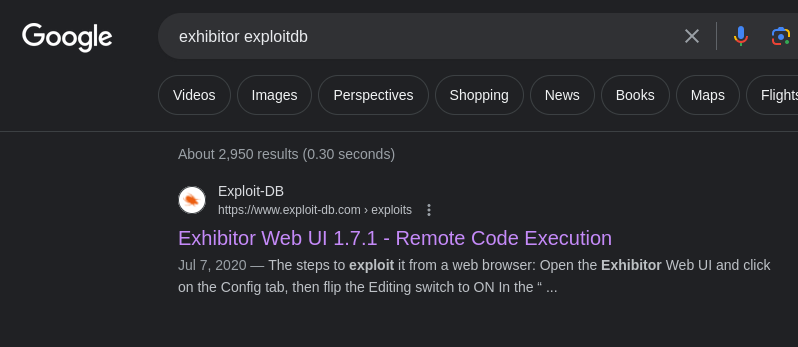 Google
exhibitor exploitdb
Videos Images Perspectives Shopping News Books Maps Flights
About 2,950 results (0.30 seconds)
Exploit-DB
https://www.exploit-db.com › exploits
Exhibitor Web UI 1.7.1 - Remote Code Execution
Jul 7, 2020 — The steps to exploit it from a web browser: Open the Exhibitor Web UI and click
on the Config tab, then flip the Editing switch to ON In the “ ...